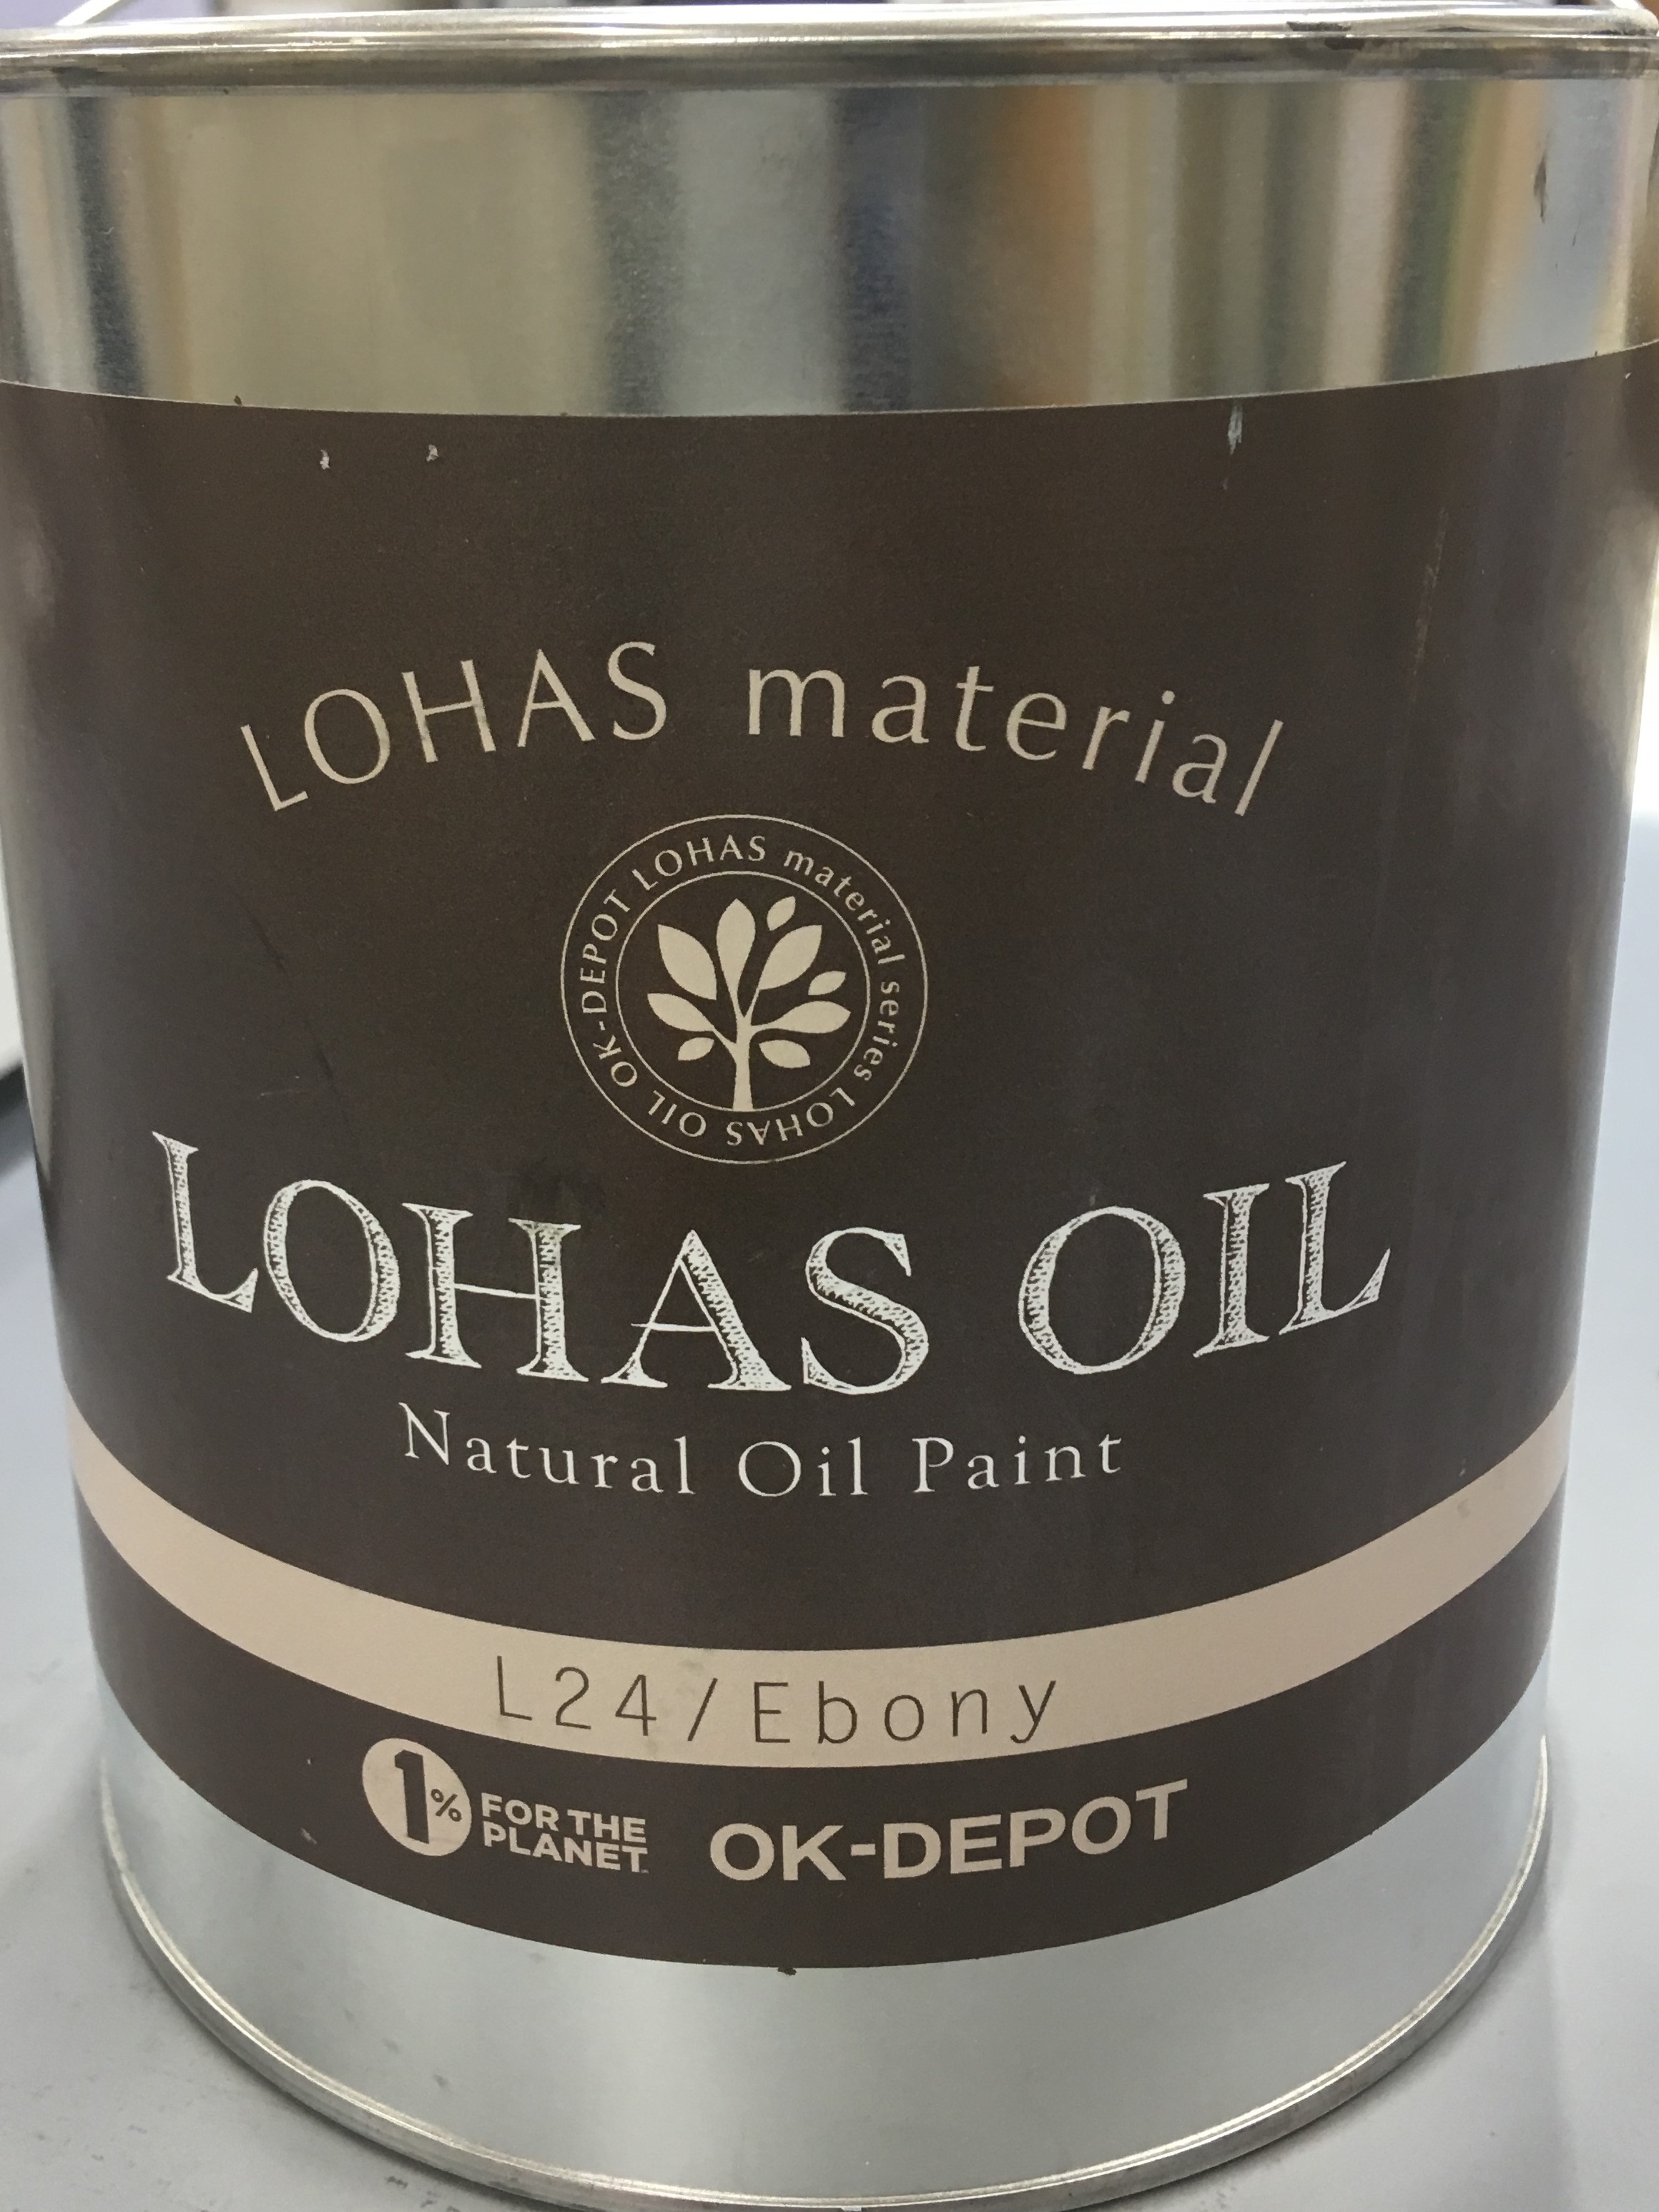 LOHAS material
OK-DEPOT LOHAS material series LOHAS OIL
LOHAS OIL
Natural Oil Paint
L24/Ebony
1% FOR THE
PLANET
OK-DEPOT